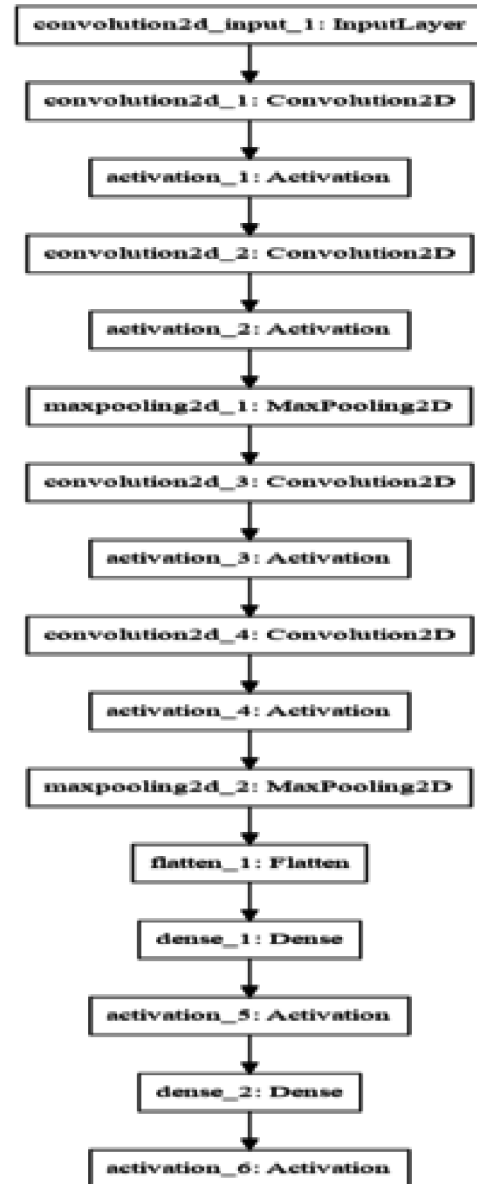 convolution2d_input_1: InputLayer
convolution2d_1: Convolution2D
activation_1: Activation
convolution2d_2: Convolution2D
activation_2: Activation
maxpooling2d_1: MaxPooling2D
convolution2d_3: Convolution2D
activation_3: Activation
convolution2d_4: Convolution2D
activation_4: Activation
maxpooling2d_2: MaxPooling2D
flatten_1: Flatten
dense_1: Dense
activation_5: Activation
dense_2: Dense
activation_6: Activation